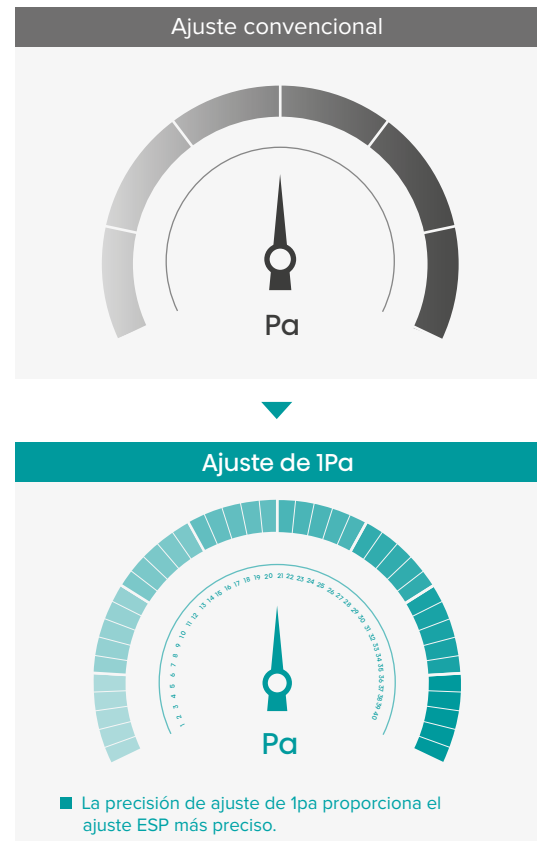 Ajuste convencional
Pa
Ajuste de 1Pa
1 2 3 4 5 6 7 8 9 10 11 12 13 14 15 16 17 18 19 20 21 22 23 24 25 26 27 28 29 30 31 32 33 34 35 36 37 38 39 40
Pa
La precisión de ajuste de 1pa proporciona el
ajuste ESP más preciso.